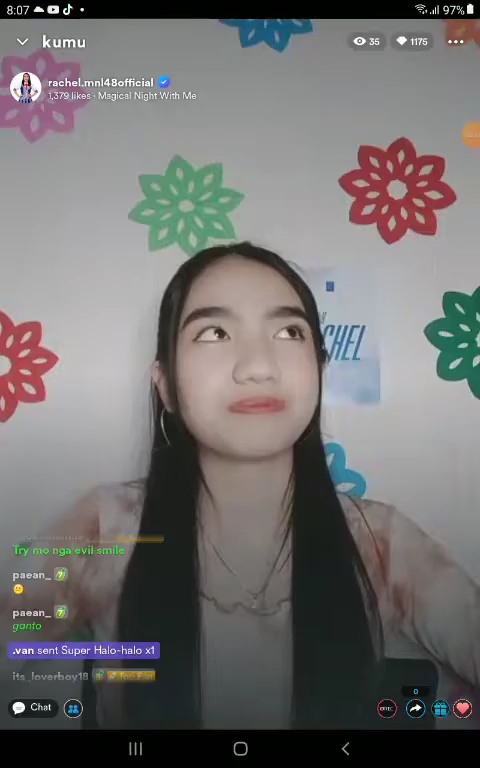 8:07
97%
kumu
35
1175
rachel.mnl48official
1,379 likes · Magical Night With Me
CHEL
Try mo nga evil smile
paean_
paean_
ganto
.van sent Super Halo-halo x1
its_loverboy18
Chat
0